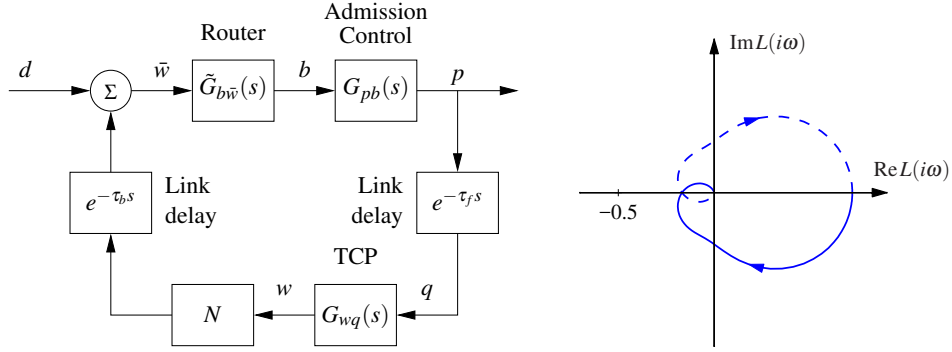 Router
Admission
Control
d
Σ
w̄
G̃_{bw̄}(s)
b
G_{pb}(s)
p
e^{−τ_b s}
Link
delay
Link
delay
e^{−τ_f s}
TCP
N
w
G_{wq}(s)
q
Im L(iω)
Re L(iω)
−0.5